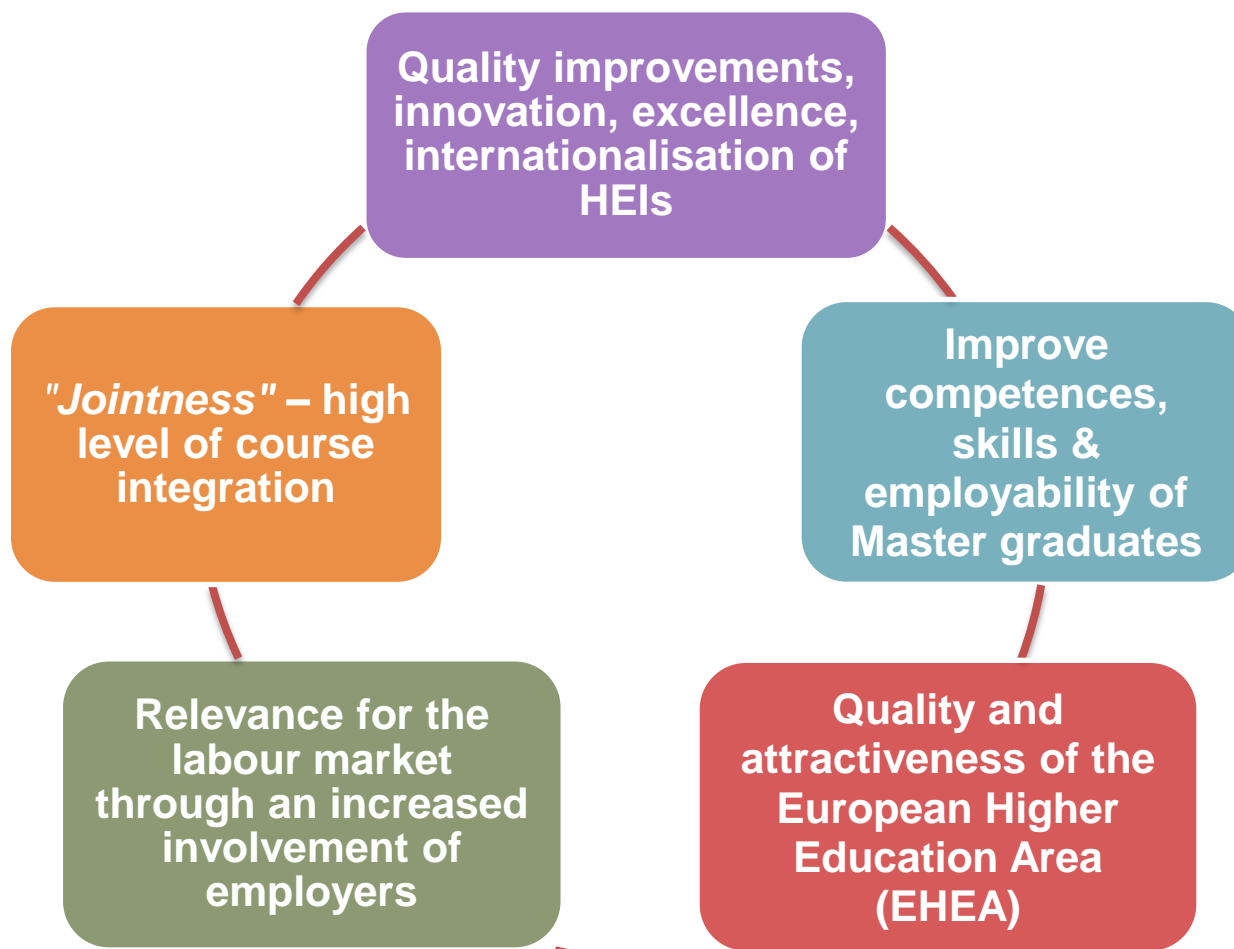 Quality improvements,
innovation, excellence,
internationalisation of
HEIs
Improve
competences,
skills &
employability of
Master graduates
Quality and
attractiveness of the
European Higher
Education Area
(EHEA)
Relevance for the
labour market
through an increased
involvement of
employers
"Jointness" – high
level of course
integration